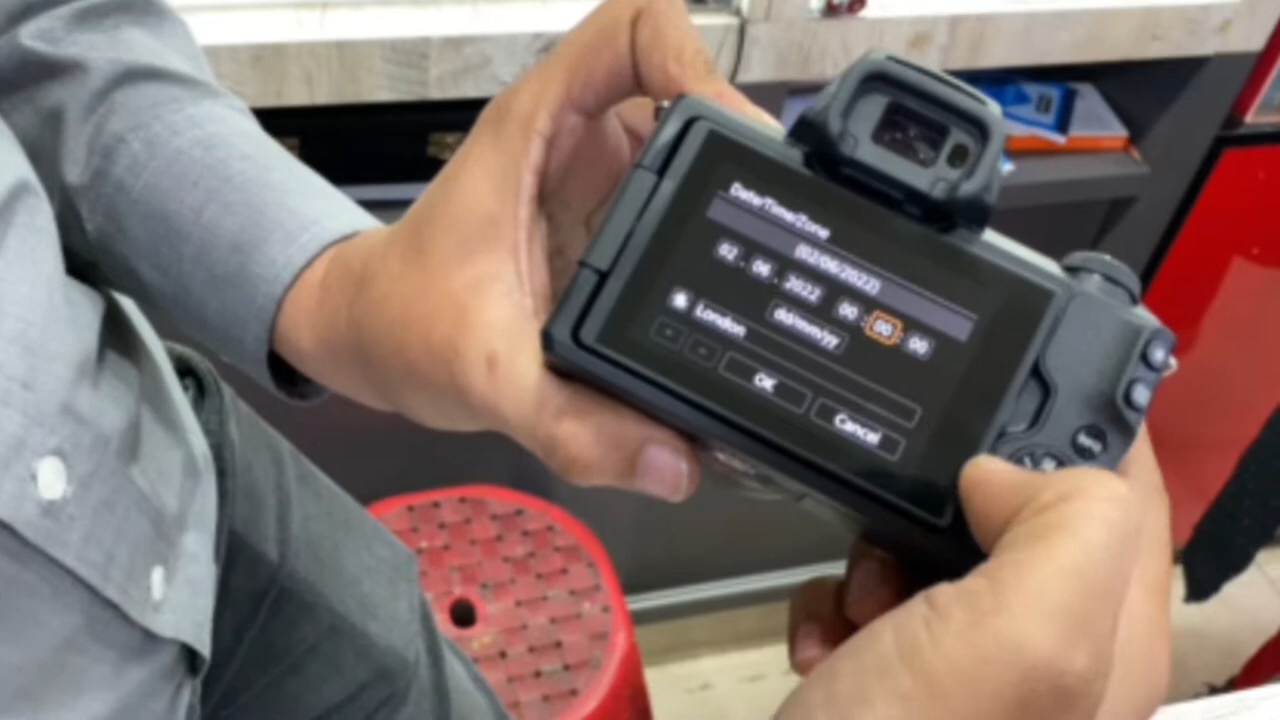 Date/Time/Zone
(02/06/2022)
02 . 06 . 2022 00 : 00 : 00
dd/mm/yy
London
OK Cancel